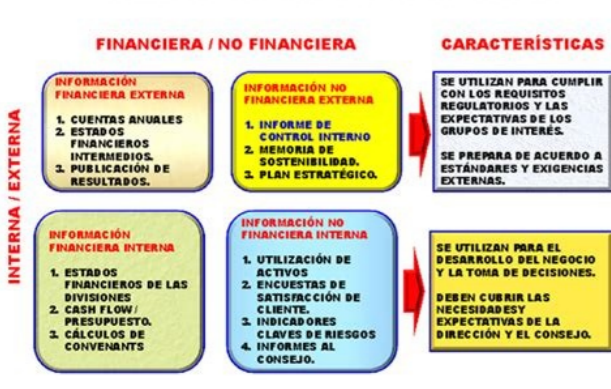 FINANCIERA / NO FINANCIERA
CARACTERÍSTICAS
INTERNA / EXTERNA
INFORMACIÓN
FINANCIERA EXTERNA
1. CUENTAS ANUALES
2. ESTADOS
FINANCIEROS
INTERMEDIOS.
3. PUBLICACIÓN DE
RESULTADOS.
INFORMACIÓN NO
FINANCIERA EXTERNA
1. INFORME DE
CONTROL INTERNO
2. MEMORIA DE
SOSTENIBILIDAD.
3. PLAN ESTRATÉGICO.
SE UTILIZAN PARA CUMPLIR
CON LOS REQUISITOS
REGULATORIOS Y LAS
EXPECTATIVAS DE LOS
GRUPOS DE INTERÉS.
SE PREPARA DE ACUERDO A
ESTÁNDARES Y EXIGENCIAS
EXTERNAS.
INFORMACIÓN
FINANCIERA INTERNA
1. ESTADOS
FINANCIEROS DE LAS
DIVISIONES
2. CASH FLOW/
PRESUPUESTO.
3. CÁLCULOS DE
CONVENANTS
INFORMACIÓN NO
FINANCIERA INTERNA
1. UTILIZACIÓN DE
ACTIVOS
2. ENCUESTAS DE
SATISFACCIÓN DE
CLIENTE.
3. INDICADORES
CLAVES DE RIESGOS
4. INFORMES AL
CONSEJO.
SE UTILIZAN PARA EL
DESARROLLO DEL NEGOCIO
Y LA TOMA DE DECISIONES.
DEBEN CUBRIR LAS
NECESIDADESY
EXPECTATIVAS DE LA
DIRECCIÓN Y EL CONSEJO.